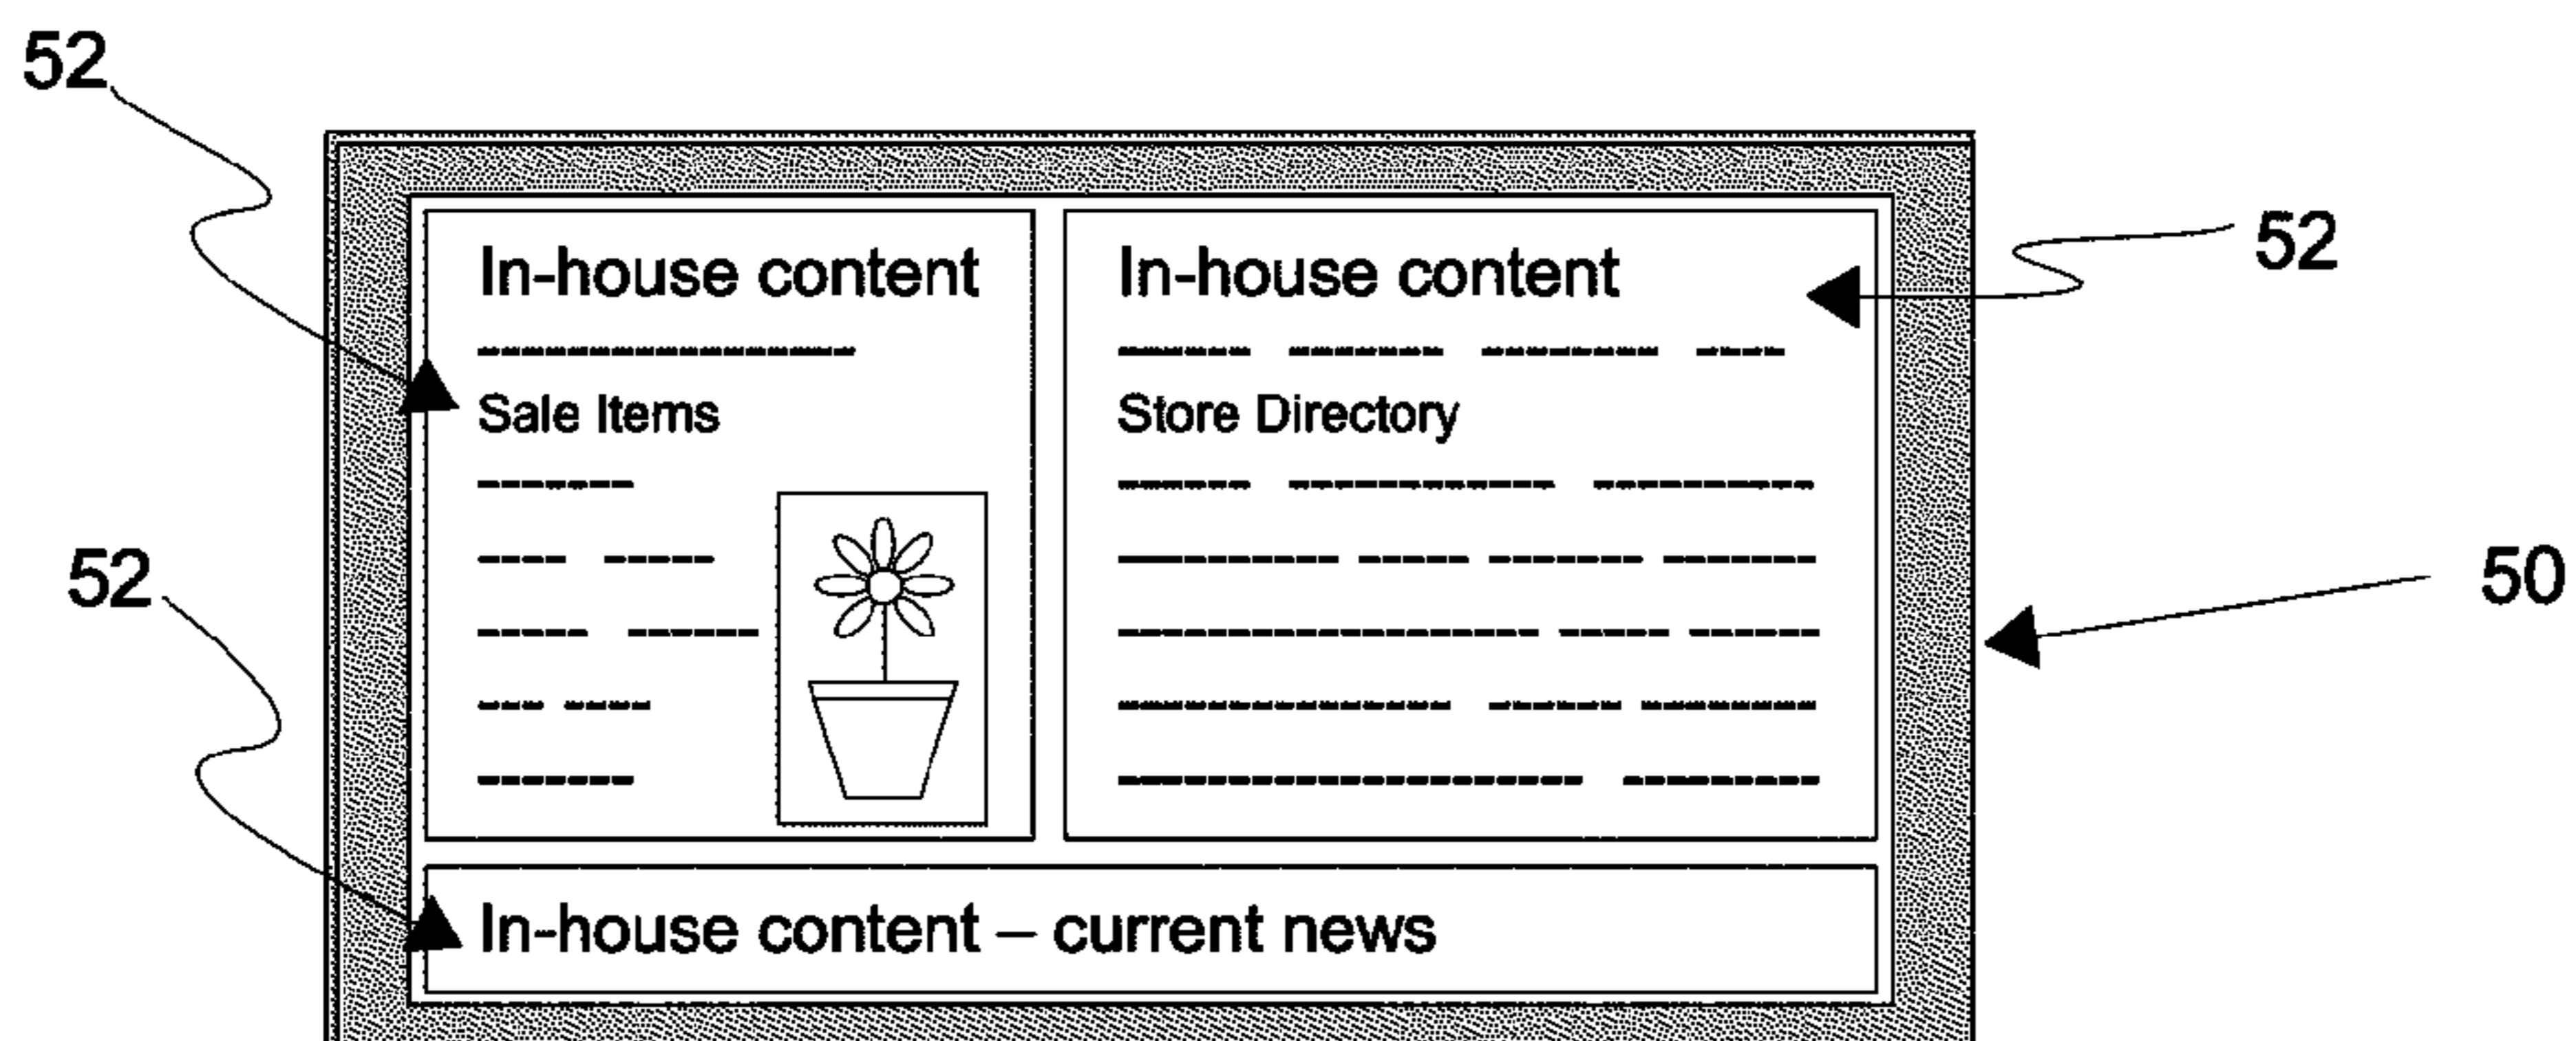 52
In-house content
Sale Items
In-house content
Store Directory
52
52
50
In-house content – current news